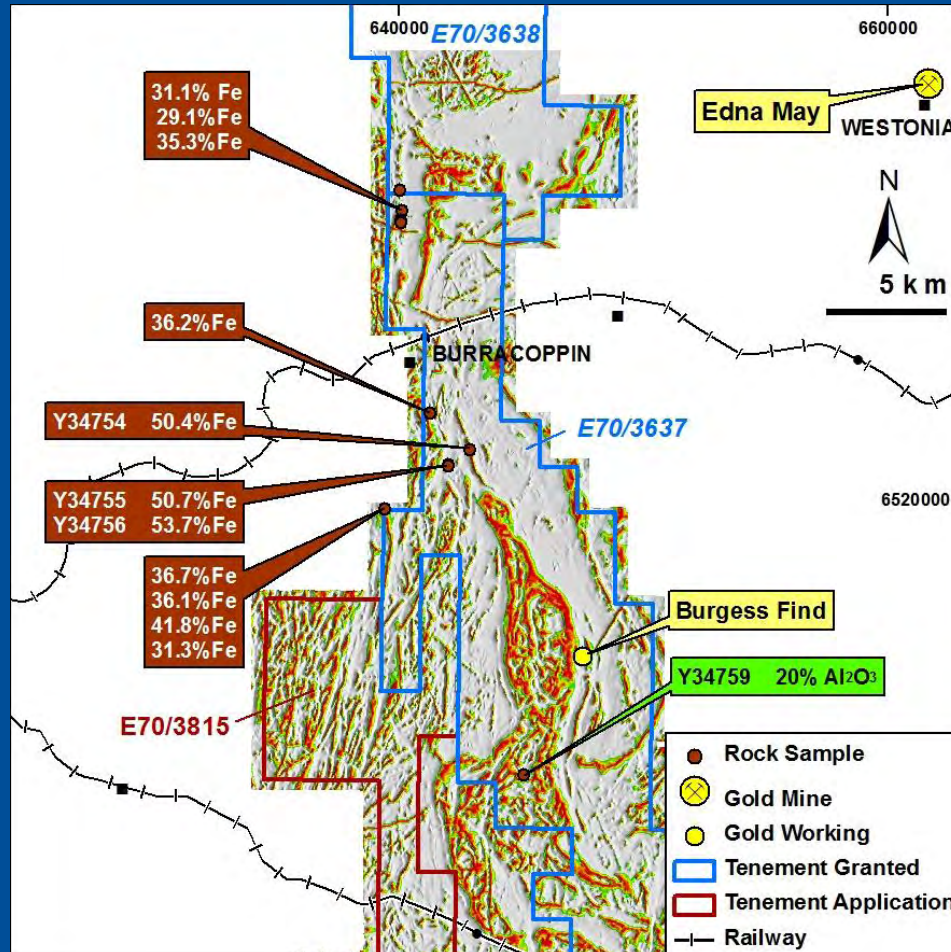 640000
660000
E70/3638
31.1% Fe
29.1%Fe
35.3%Fe
Edna May
WESTONIA
N
5 km
36.2%Fe
BURRACOPPIN
Y34754 50.4%Fe
E70/3637
Y34755 50.7%Fe
Y34756 53.7%Fe
6520000
36.7%Fe
36.1%Fe
41.8%Fe
31.3%Fe
Burgess Find
Y34759 20% Al2O3
E70/3815
Rock Sample
Gold Mine
Gold Working
Tenement Granted
Tenement Application
Railway